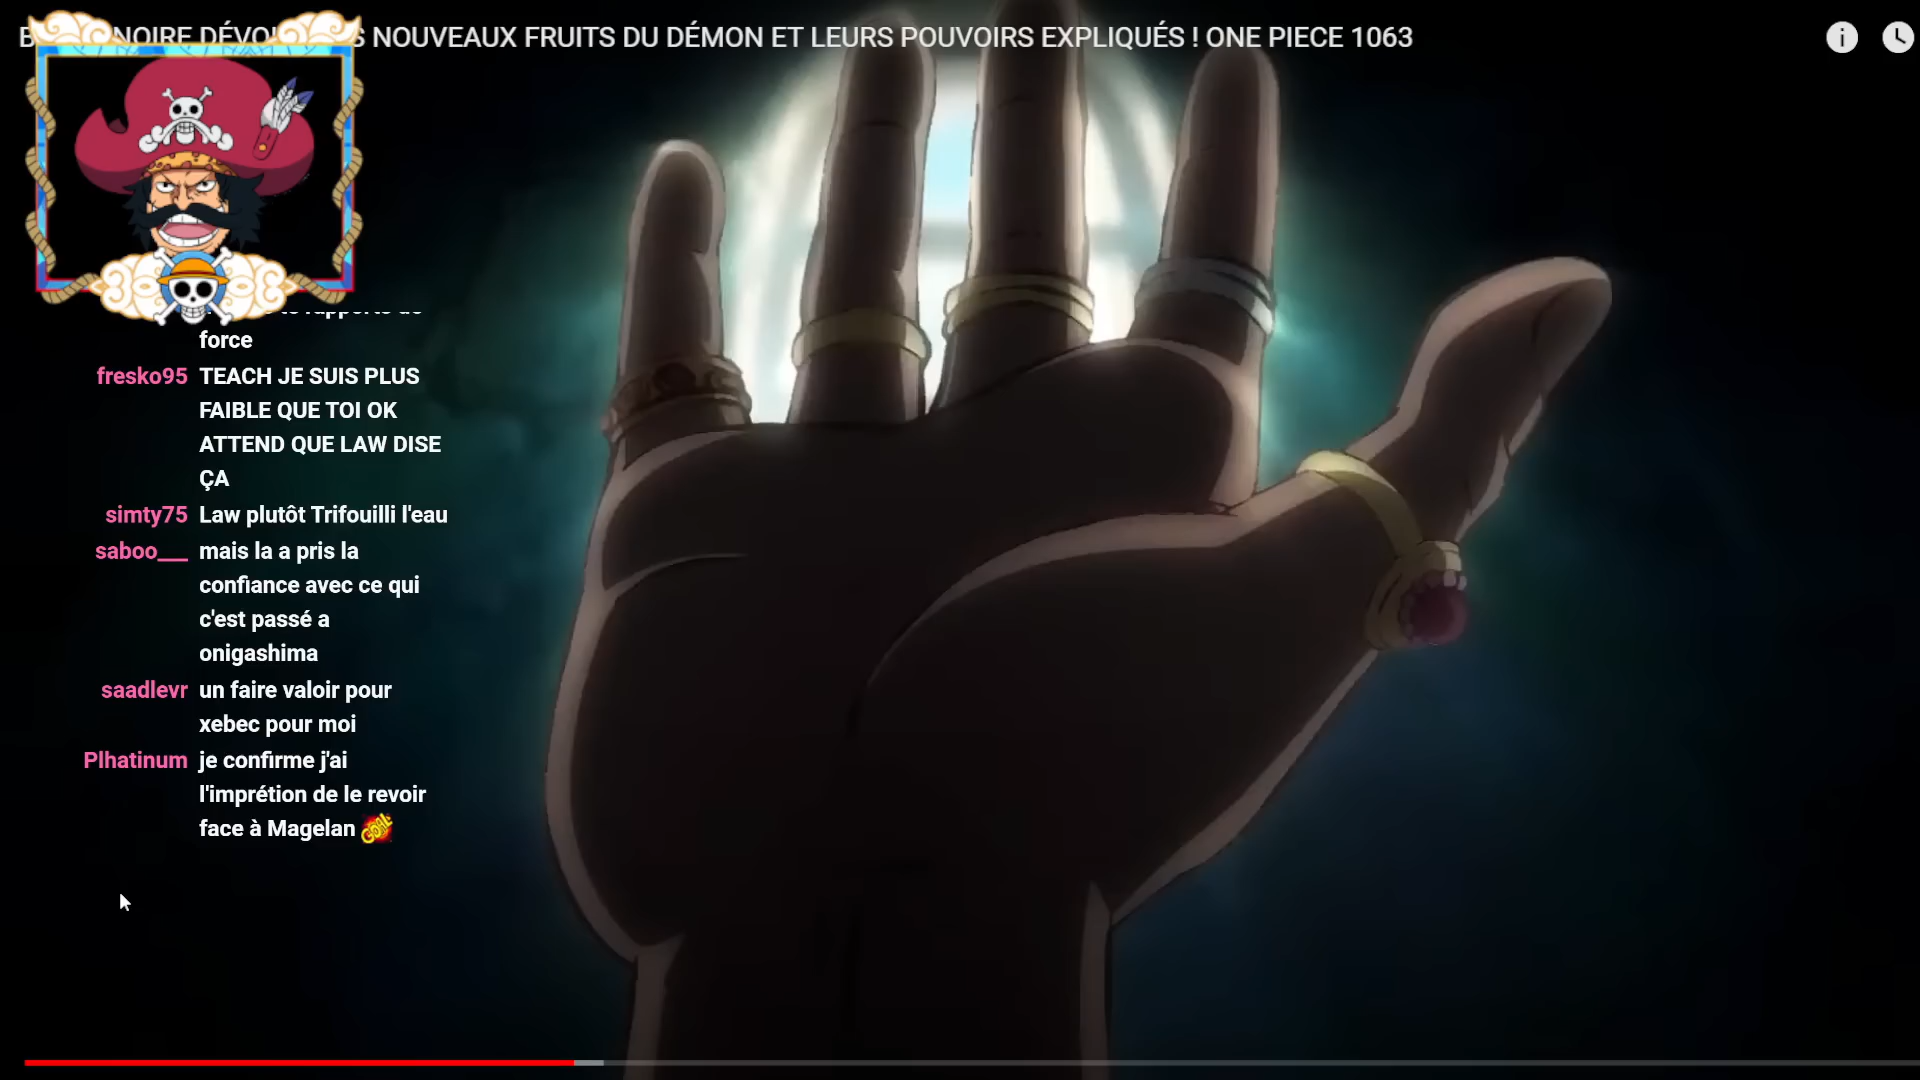 NOIRE DÉVO S NOUVEAUX FRUITS DU DÉMON ET LEURS POUVOIRS EXPLIQUÉS ! ONE PIECE 1063
force
fresko95 TEACH JE SUIS PLUS
FAIBLE QUE TOI OK
ATTEND QUE LAW DISE
ÇA
simty75 Law plutôt Trifouilli l'eau
saboo___ mais la a pris la
confiance avec ce qui
c'est passé a
onigashima
saadlevr un faire valoir pour
xebec pour moi
Plhatinum je confirme j'ai
l'imprétion de le revoir
face à Magelan GOAL